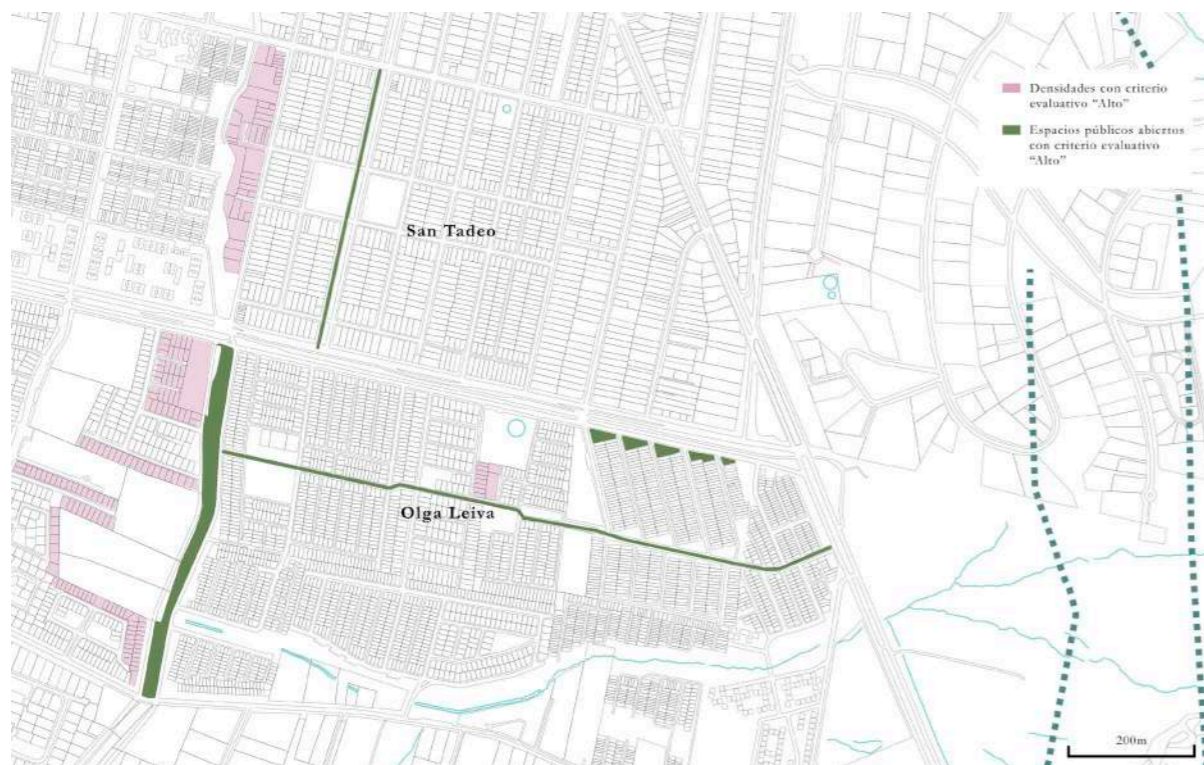 Densidades con criterio
evaluativo "Alto"
Espacios públicos abiertos
con criterio evaluativo
"Alto"
San Tadeo
Olga Leiva
200m